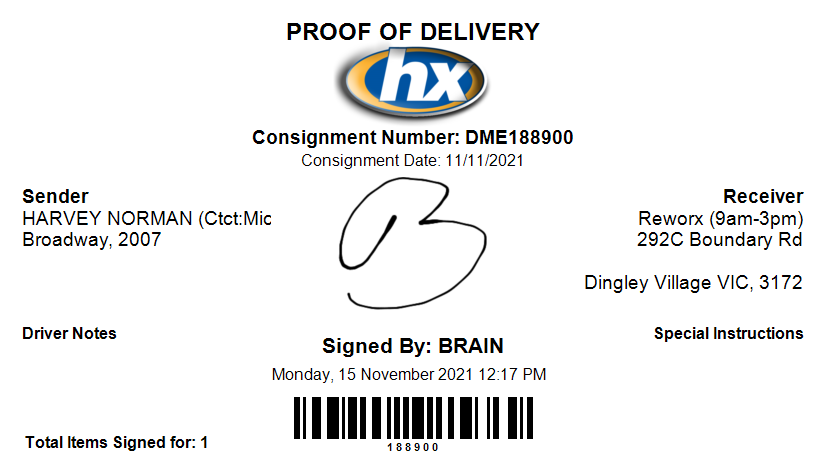 PROOF OF DELIVERY
hx
Consignment Number: DME188900
Consignment Date: 11/11/2021
Sender
HARVEY NORMAN (Ctct:Mic
Broadway, 2007
Receiver
Reworx (9am-3pm)
292C Boundary Rd
Dingley Village VIC, 3172
B
Driver Notes
Special Instructions
Signed By: BRAIN
Monday, 15 November 2021 12:17 PM
188900
Total Items Signed for: 1